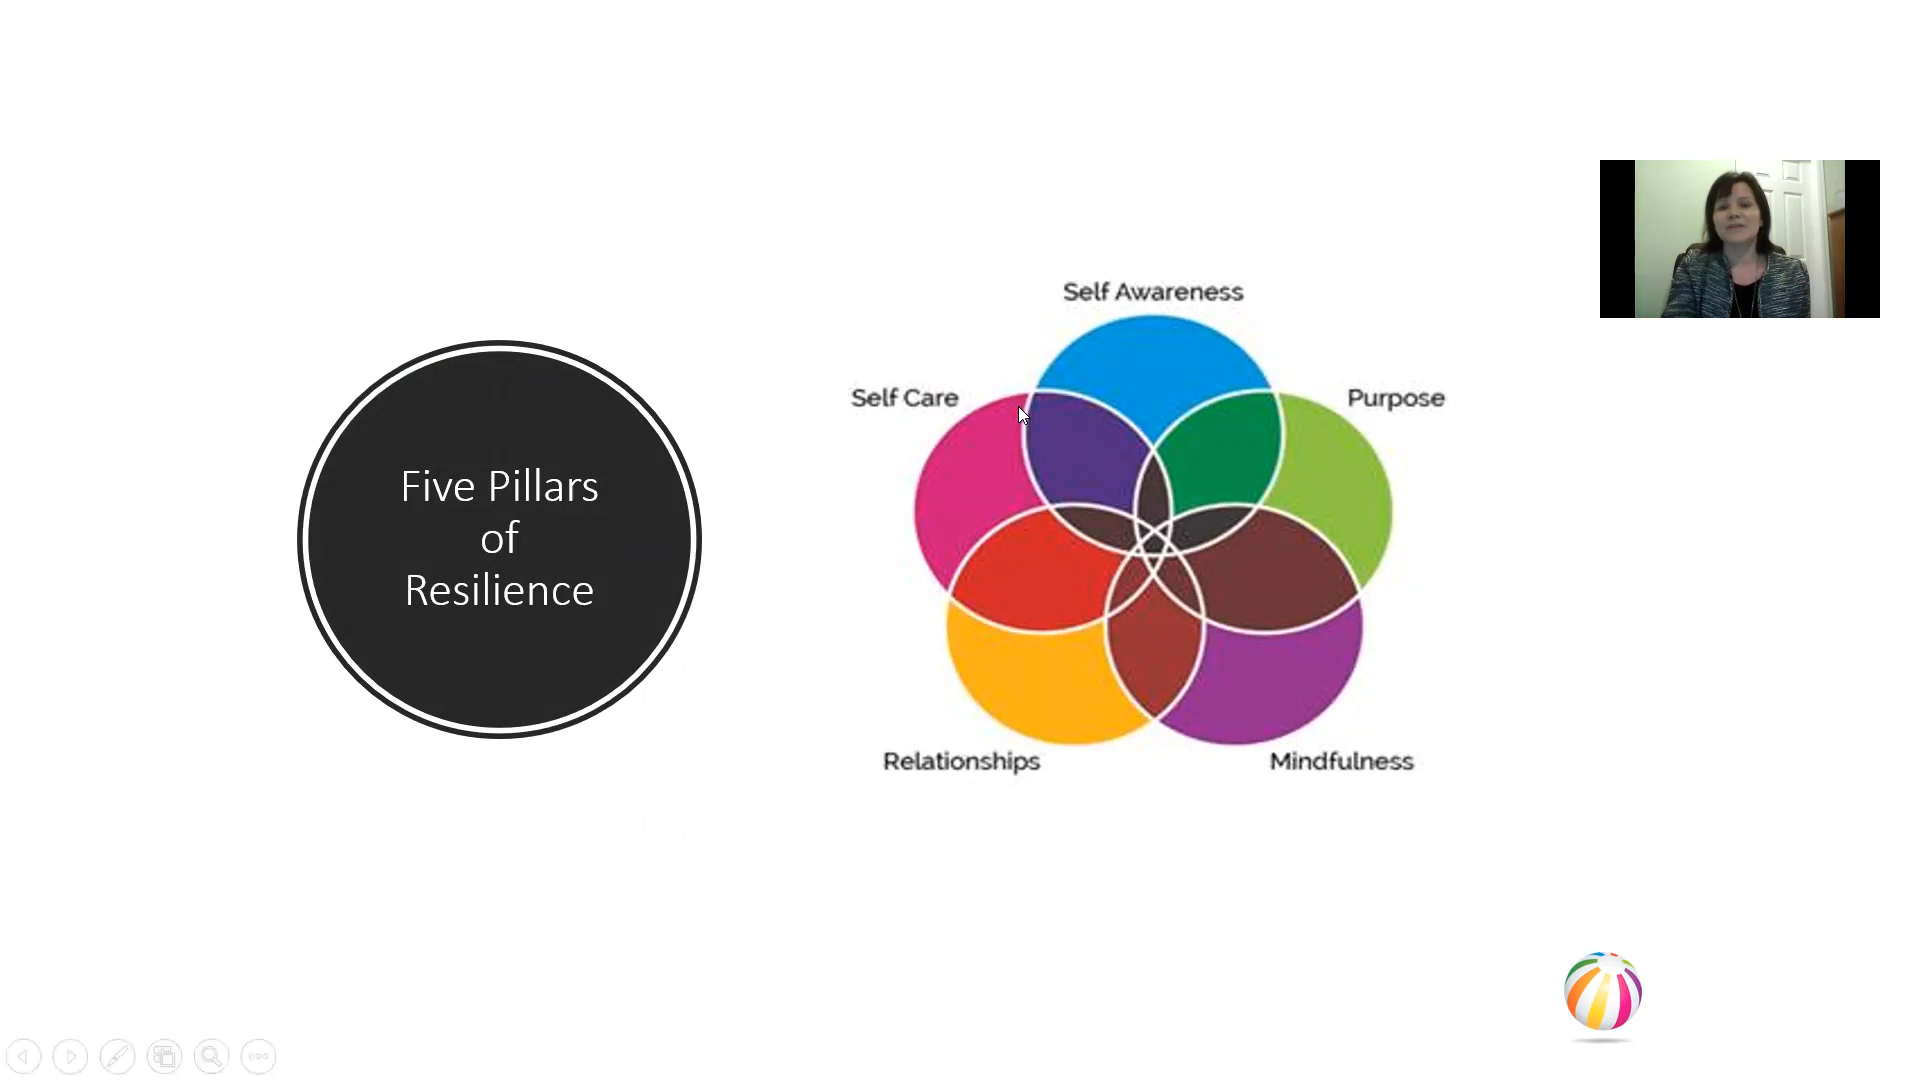 Five Pillars
of
Resilience
Self Awareness
Self Care
Purpose
Relationships
Mindfulness